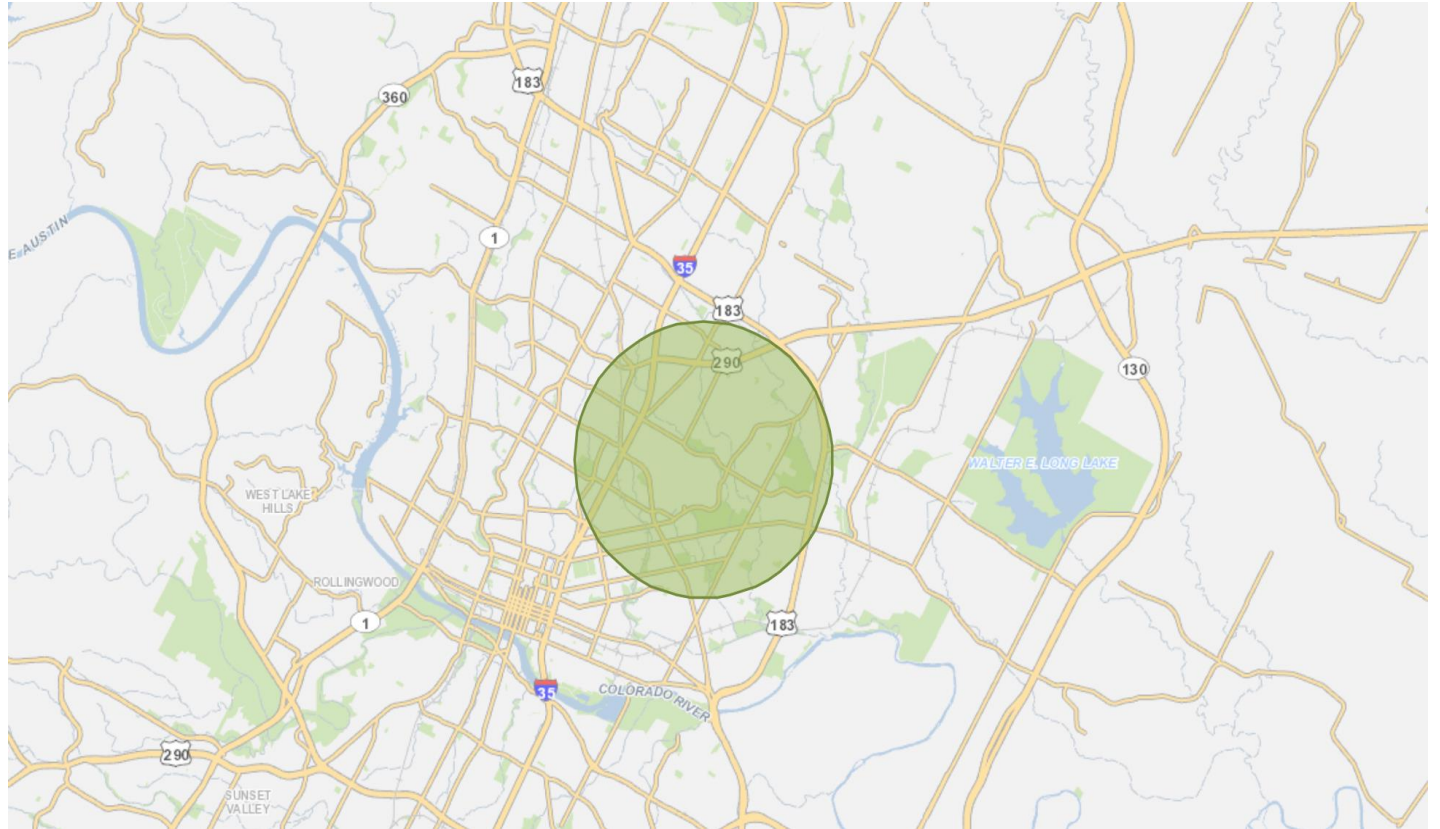 183
360
E AUSTIN
1
35
183
290
130
WALTER E. LONG LAKE
WEST LAKE
HILLS
ROLLINGWOOD
1
183
35
COLORADO RIVER
290
SUNSET
VALLEY